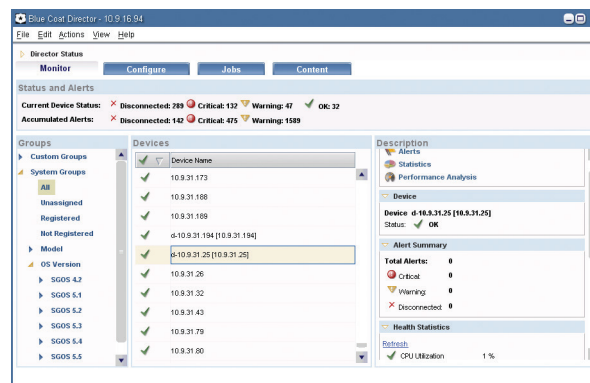 Blue Coat Director - 10.9.16.94
File Edit Actions View Help
Director Status
Monitor Configure Jobs Content
Status and Alerts
Current Device Status: Disconnected: 289 Critical: 132 Warning: 47 OK: 32
Accumulated Alerts: Disconnected: 142 Critical: 475 Warning: 1589
Groups
Custom Groups
System Groups
All
Unassigned
Registered
Not Registered
Model
OS Version
SGOS 4.2
SGOS 5.1
SGOS 5.2
SGOS 5.3
SGOS 5.4
SGOS 5.5
Devices
Device Name
10.9.31.173
10.9.31.188
10.9.31.189
d-10.9.31.194 [10.9.31.194]
d-10.9.31.25 [10.9.31.25]
10.9.31.26
10.9.31.32
10.9.31.43
10.9.31.79
10.9.31.80
Description
Alerts
Statistics
Performance Analysis
Device
Device d-10.9.31.25 [10.9.31.25]
Status: OK
Alert Summary
Total Alerts: 0
Critical: 0
Warning: 0
Disconnected: 0
Health Statistics
Refresh
CPU Utilization 1 %